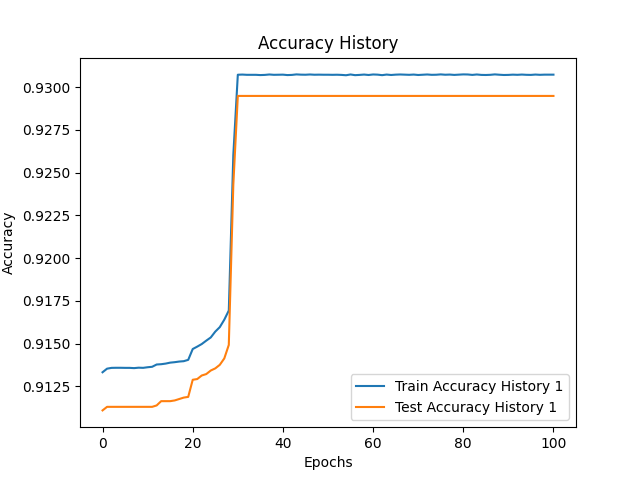 Accuracy History
0.9300
0.9275
0.9250
0.9225
0.9200
0.9175
0.9150
0.9125
Accuracy
0
20
40
60
80
100
Epochs
Train Accuracy History 1
Test Accuracy History 1